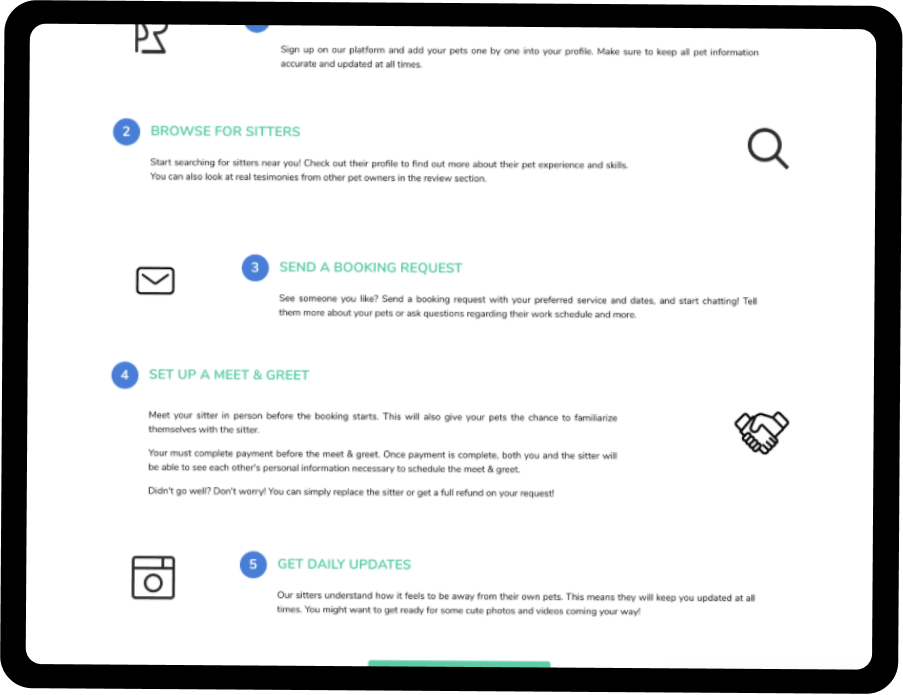 Sign up on our platform and add your pets one by one into your profile. Make sure to keep all pet information
accurate and updated at all times.
2 BROWSE FOR SITTERS
Start searching for sitters near you! Check out their profile to find out more about their pet experience and skills.
You can also look at real tesimonies from other pet owners in the review section.
3 SEND A BOOKING REQUEST
See someone you like? Send a booking request with your preferred service and dates, and start chatting! Tell
them more about your pets or ask questions regarding their work schedule and more.
4 SET UP A MEET & GREET
Meet your sitter in person before the booking starts. This will also give your pets the chance to familiarize
themselves with the sitter.
Your must complete payment before the meet & greet. Once payment is complete, both you and the sitter will
be able to see each other's personal information necessary to schedule the meet & greet.
Didn't go well? Don't worry! You can simply replace the sitter or get a full refund on your request!
5 GET DAILY UPDATES
Our sitters understand how it feels to be away from their own pets. This means they will keep you updated at all
times. You might want to get ready for some cute photos and videos coming your way!